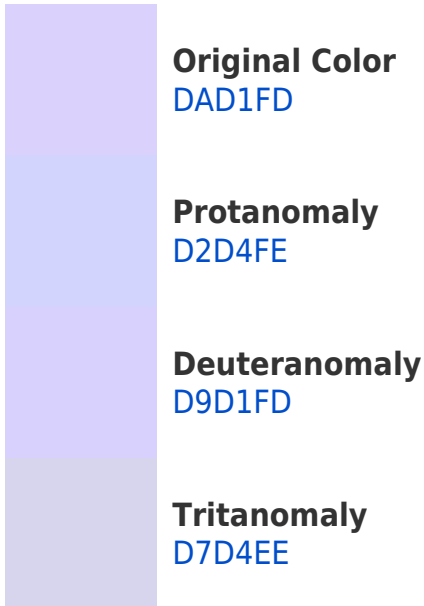 Original Color
DAD1FD
Protanomaly
D2D4FE
Deuteranomaly
D9D1FD
Tritanomaly
D7D4EE